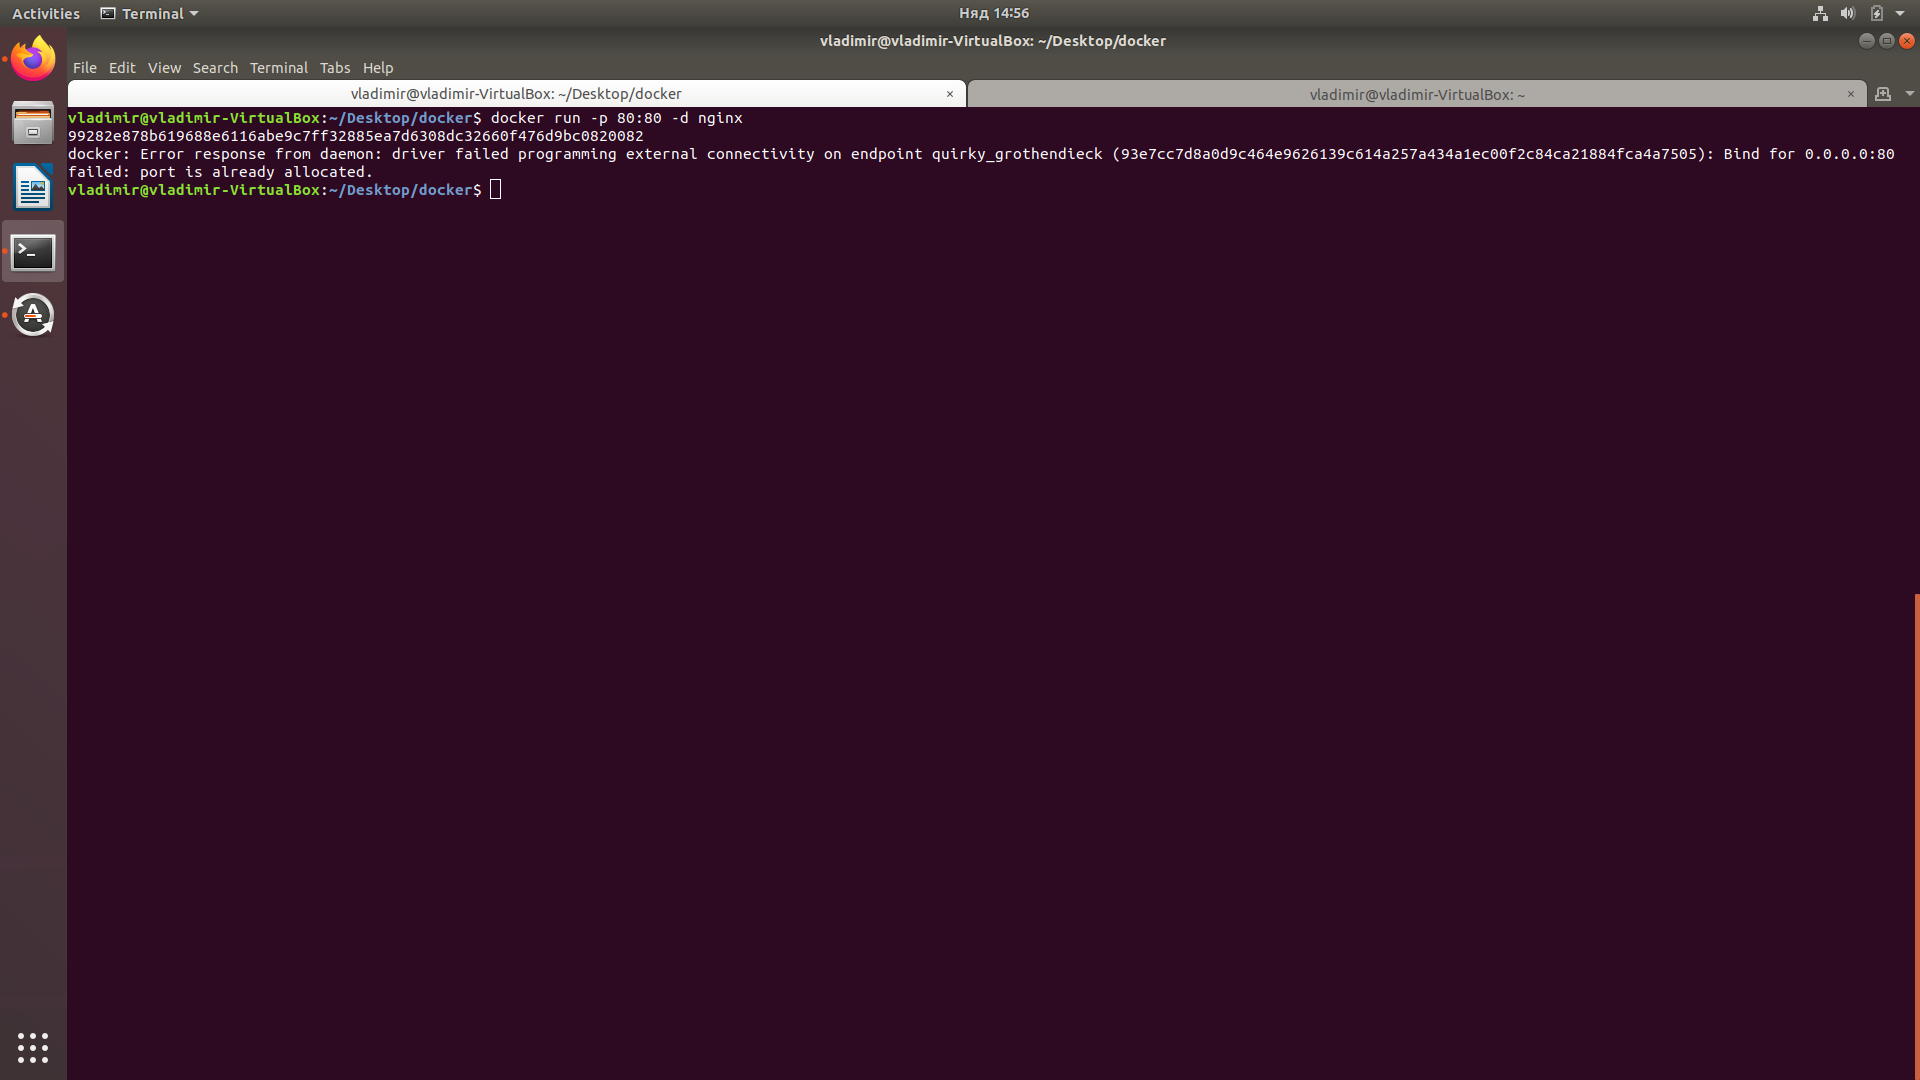 Activities Terminal Няд 14:56
vladimir@vladimir-VirtualBox: ~/Desktop/docker
File Edit View Search Terminal Tabs Help
vladimir@vladimir-VirtualBox: ~/Desktop/docker × vladimir@vladimir-VirtualBox: ~ ×
vladimir@vladimir-VirtualBox:~/Desktop/docker$ docker run -p 80:80 -d nginx
99282e878b619688e6116abe9c7ff32885ea7d6308dc32660f476d9bc0820082
docker: Error response from daemon: driver failed programming external connectivity on endpoint quirky_grothendieck (93e7cc7d8a0d9c464e9626139c614a257a434a1ec00f2c84ca21884fca4a7505): Bind for 0.0.0.0:80
failed: port is already allocated.
vladimir@vladimir-VirtualBox:~/Desktop/docker$